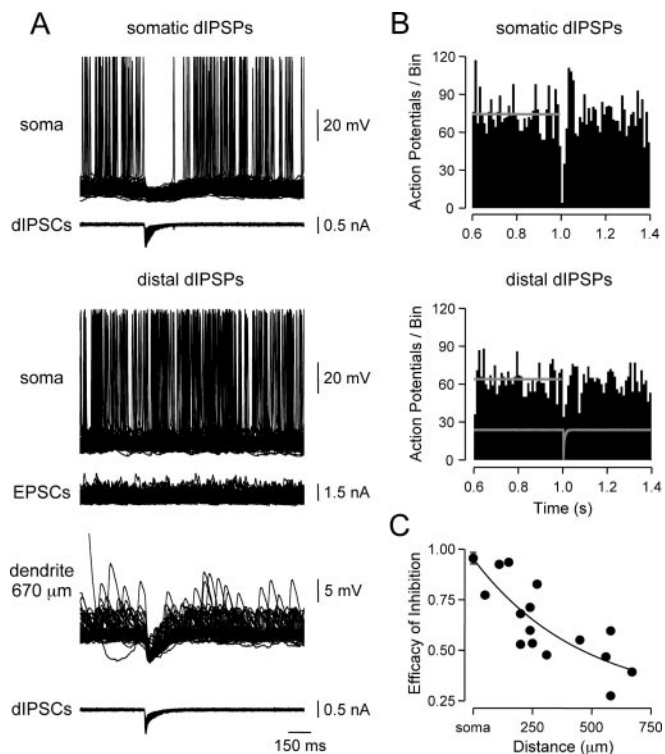 A
somatic dIPSPs
soma
20 mV
dIPSCs
0.5 nA
distal dIPSPs
soma
20 mV
EPSCs
1.5 nA
dendrite
670 μm
5 mV
dIPSCs
0.5 nA
150 ms
B
somatic dIPSPs
Action Potentials / Bin
120
90
60
30
0
0.6 0.8 1.0 1.2 1.4
distal dIPSPs
Action Potentials / Bin
120
90
60
30
0
0.6 0.8 1.0 1.2 1.4
Time (s)
C
Efficacy of Inhibition
1.00
0.75
0.50
0.25
soma 250 500 750
Distance (μm)